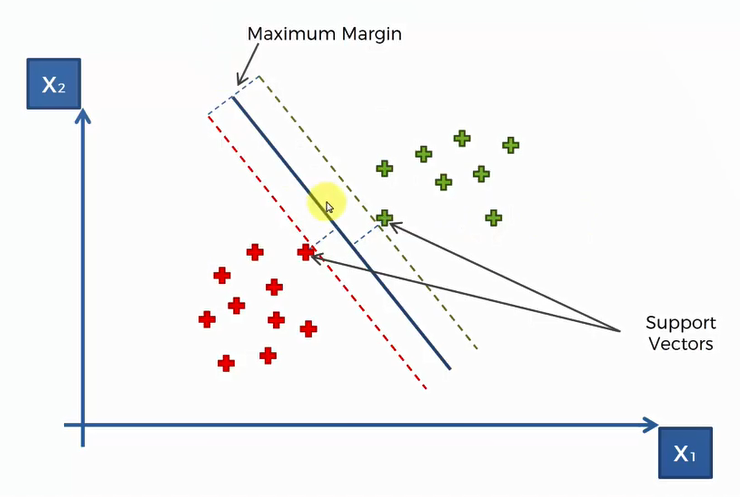 Maximum Margin
X₂
Support
Vectors
X₁